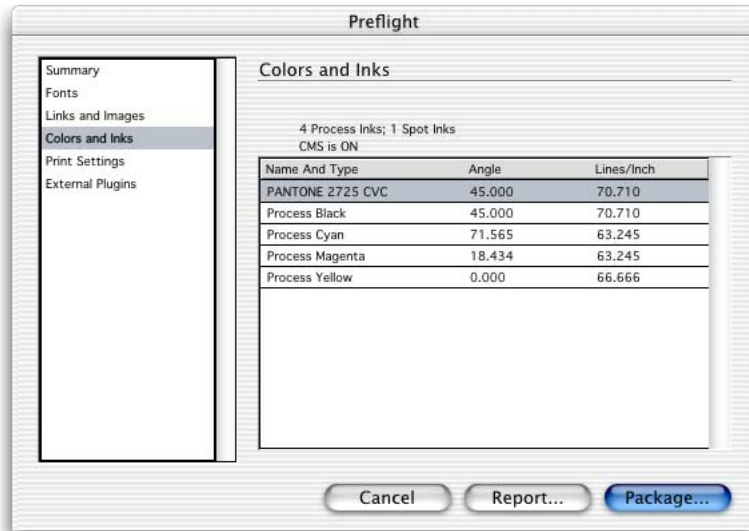 Preflight
Summary
Fonts
Links and Images
Colors and Inks
Print Settings
External Plugins
Colors and Inks
4 Process Inks; 1 Spot Inks
CMS is ON
Name And Type Angle Lines/Inch
PANTONE 2725 CVC 45.000 70.710
Process Black 45.000 70.710
Process Cyan 71.565 63.245
Process Magenta 18.434 63.245
Process Yellow 0.000 66.666
Cancel Report... Package...